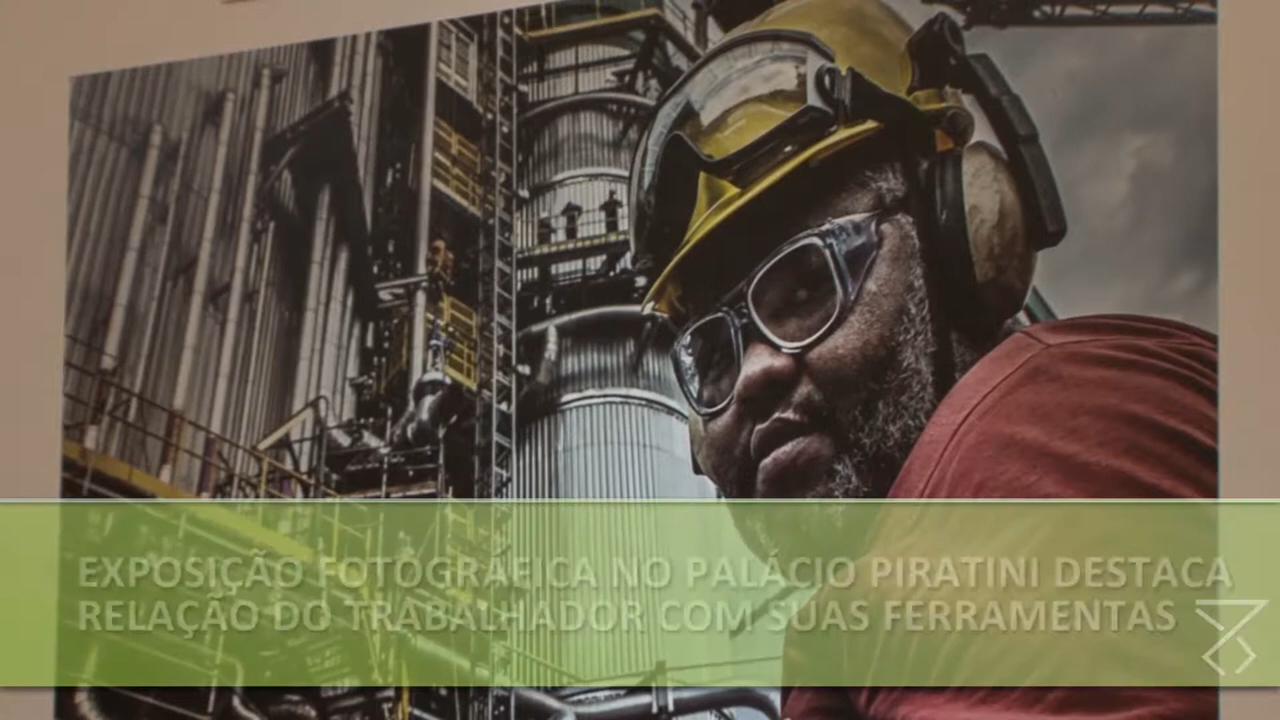 EXPOSIÇÃO FOTOGRÁFICA NO PALÁCIO PIRATINI DESTACA
RELAÇÃO DO TRABALHADOR COM SUAS FERRAMENTAS